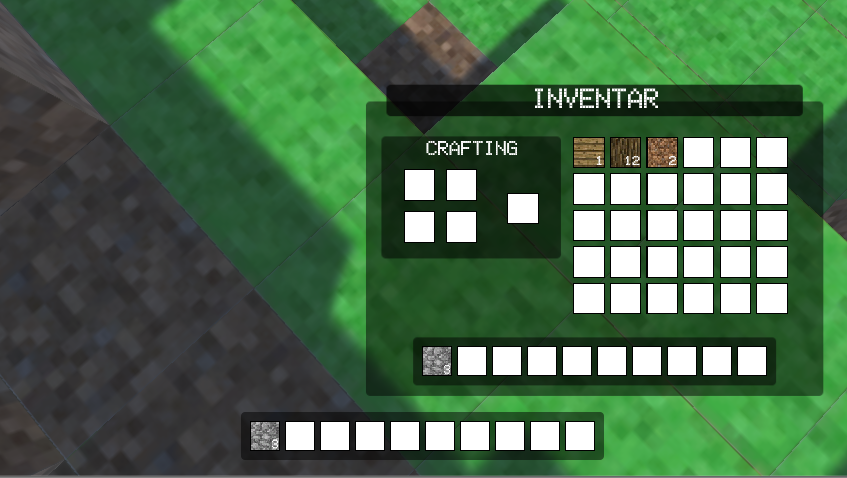 INVENTAR
CRAFTING
1 12 2
8
8